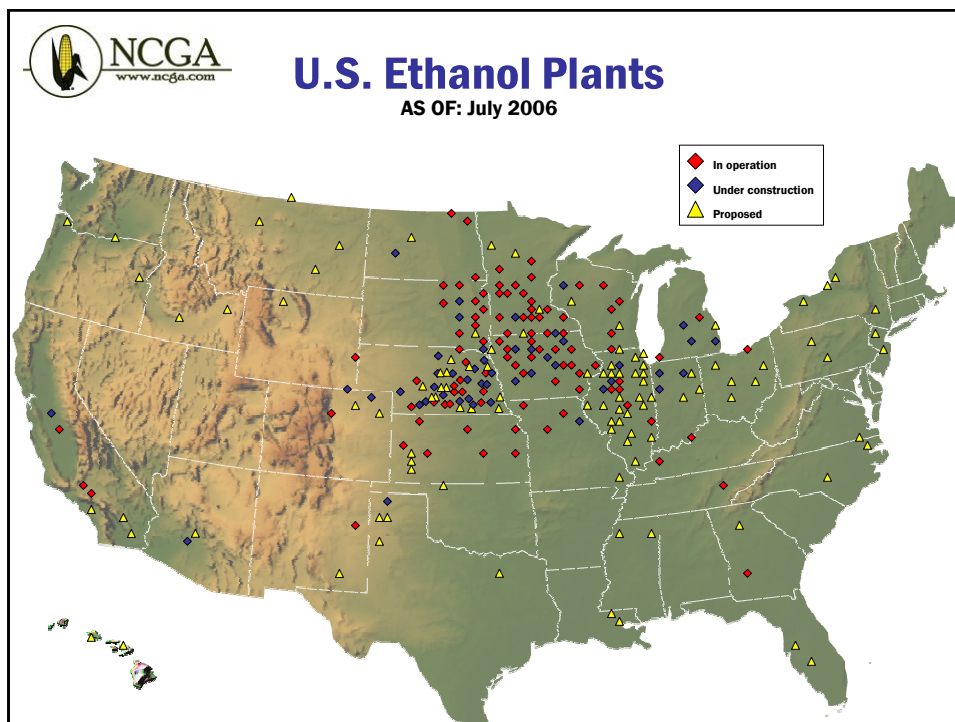 NCGA
www.ncga.com
U.S. Ethanol Plants
AS OF: July 2006
In operation
Under construction
Proposed